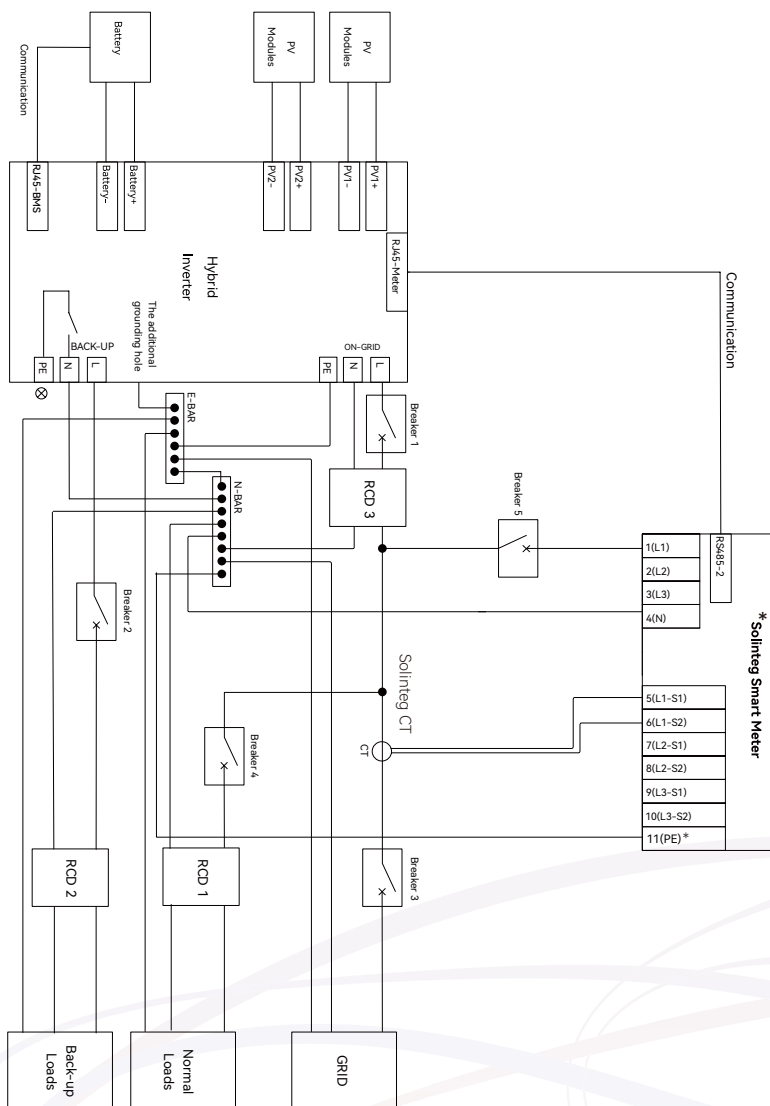 Battery
PV
Modules
PV
Modules
Communication
RJ45-BMS
Battery-
Battery+
PV2-
PV2+
PV1-
PV1+
RJ45-Meter
Communication
Hybrid
Inverter
The additional
grounding hole
BACK-UP
ON-GRID
PE
N
L
PE
N
L
E-BAR
Breaker 1
N-BAR
RCD 3
Breaker 5
RS485-2
1(L1)
2(L2)
3(L3)
4(N)
* Solinteg Smart Meter
Breaker 2
Solinteg CT
5(L1-S1)
6(L1-S2)
7(L2-S1)
8(L2-S2)
9(L3-S1)
10(L3-S2)
11(PE)*
Breaker 4
CT
Breaker 3
RCD 2
RCD 1
Back-up
Loads
Normal
Loads
GRID